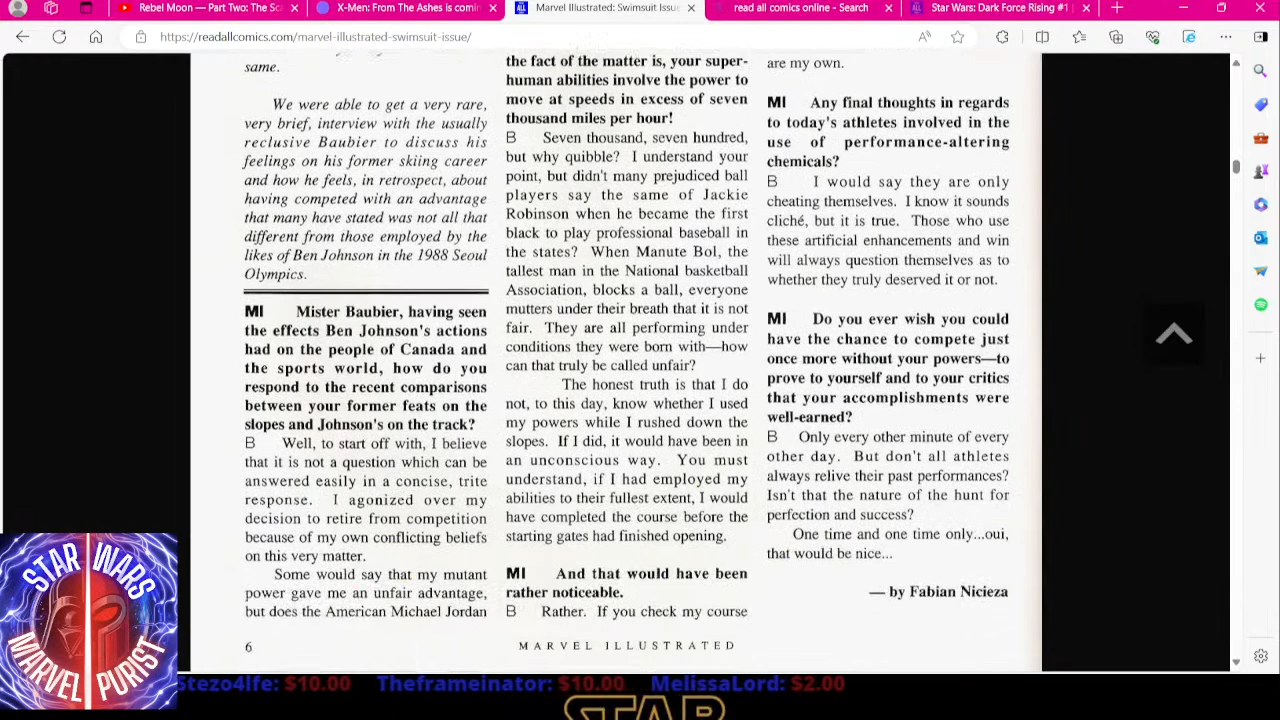 Rebel Moon — Part Two: The Sca
X-Men: From The Ashes is comin
Marvel Illustrated: Swimsuit Issue
read all comics online - Search
Star Wars: Dark Force Rising #1
https://readallcomics.com/marvel-illustrated-swimsuit-issue/
same.
We were able to get a very rare,
very brief, interview with the usually
reclusive Baubier to discuss his
feelings on his former skiing career
and how he feels, in retrospect, about
having competed with an advantage
that many have stated was not all that
different from those employed by the
likes of Ben Johnson in the 1988 Seoul
Olympics.
MI Mister Baubier, having seen
the effects Ben Johnson's actions
had on the people of Canada and
the sports world, how do you
respond to the recent comparisons
between your former feats on the
slopes and Johnson's on the track?
B Well, to start off with, I believe
that it is not a question which can be
answered easily in a concise, trite
response. I agonized over my
decision to retire from competition
because of my own conflicting beliefs
on this very matter.
Some would say that my mutant
power gave me an unfair advantage,
but does the American Michael Jordan
the fact of the matter is, your super-
human abilities involve the power to
move at speeds in excess of seven
thousand miles per hour!
B Seven thousand, seven hundred,
but why quibble? I understand your
point, but didn't many prejudiced ball
players say the same of Jackie
Robinson when he became the first
black to play professional baseball in
the states? When Manute Bol, the
tallest man in the National basketball
Association, blocks a ball, everyone
mutters under their breath that it is not
fair. They are all performing under
conditions they were born with—how
can that truly be called unfair?
The honest truth is that I do
not, to this day, know whether I used
my powers while I rushed down the
slopes. If I did, it would have been in
an unconscious way. You must
understand, if I had employed my
abilities to their fullest extent, I would
have completed the course before the
starting gates had finished opening.
MI And that would have been
rather noticeable.
B Rather. If you check my course
are my own.
MI Any final thoughts in regards
to today's athletes involved in the
use of performance-altering
chemicals?
B I would say they are only
cheating themselves. I know it sounds
cliché, but it is true. Those who use
these artificial enhancements and win
will always question themselves as to
whether they truly deserved it or not.
MI Do you ever wish you could
have the chance to compete just
once more without your powers—to
prove to yourself and to your critics
that your accomplishments were
well-earned?
B Only every other minute of every
other day. But don't all athletes
always relive their past performances?
Isn't that the nature of the hunt for
perfection and success?
One time and one time only...oui,
that would be nice...
— by Fabian Nicieza
6
MARVEL ILLUSTRATED
STAR WARS
MARVEL PURIST
Stezo4lfe: $10.00 Theframeinator: $10.00 MelissaLord: $2.00
STAR